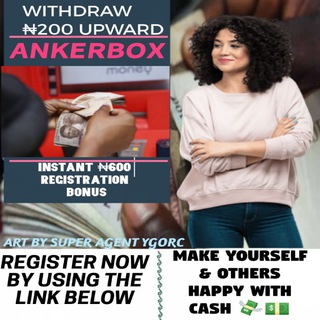 WITHDRAW
₦200 UPWARD
ANKERBOX
money
INSTANT ₦600
REGISTRATION
BONUS
ART BY SUPER AGENT YGORC
REGISTER NOW
BY USING THE
LINK BELOW
MAKE YOURSELF
& OTHERS
HAPPY WITH
CASH 💸 💵